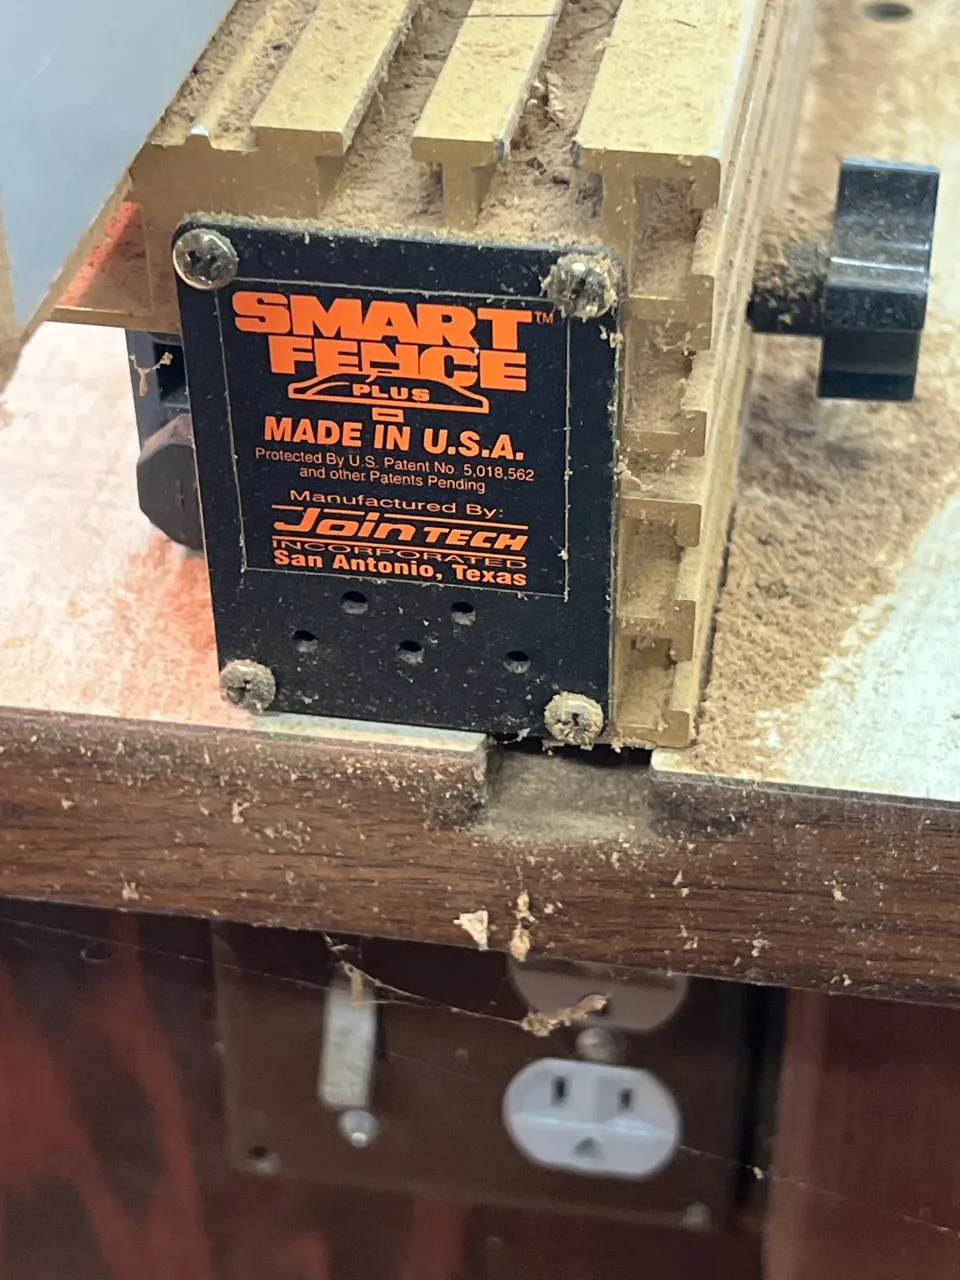 SMART™
FENCE
PLUS
MADE IN U.S.A.
Protected By U.S. Patent No. 5,018,562
and other Patents Pending
Manufactured By:
JoinTECH
INCORPORATED
San Antonio, Texas